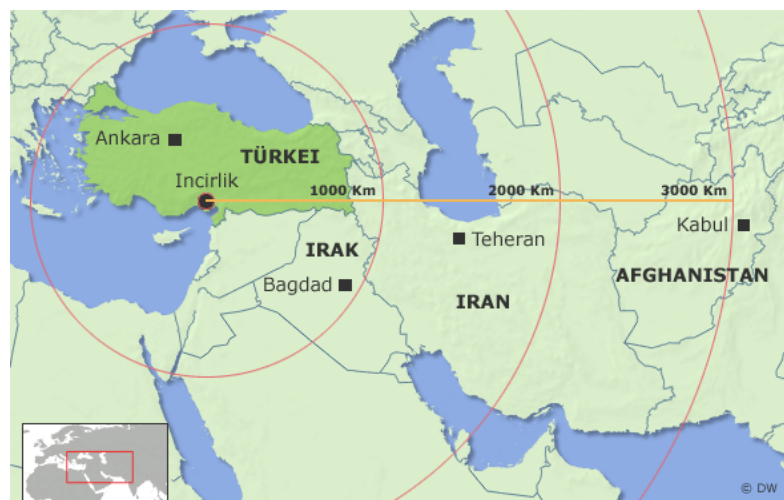 Ankara
TÜRKEI
Incirlik
1000 Km
2000 Km
3000 Km
Kabul
Teheran
IRAK
AFGHANISTAN
Bagdad
IRAN
© DW